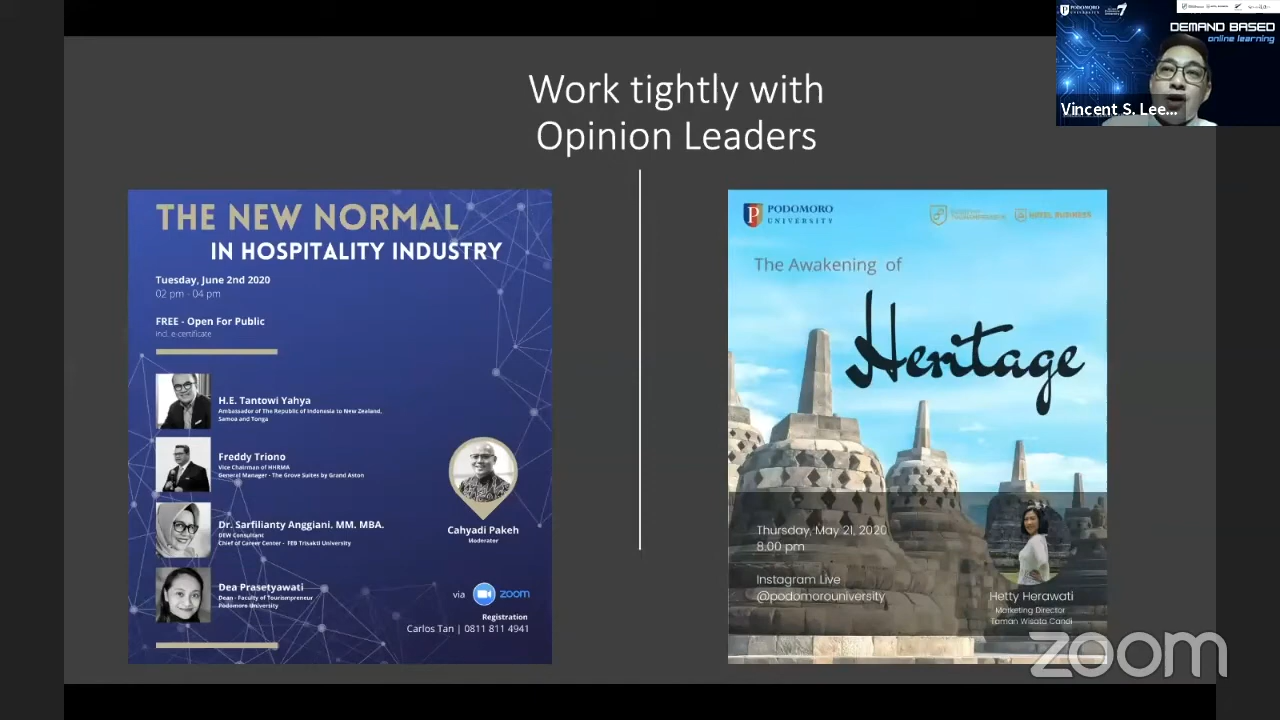 Work tightly with
Opinion Leaders
THE NEW NORMAL
IN HOSPITALITY INDUSTRY
Tuesday, June 2nd 2020
02 pm - 04 pm
FREE - Open For Public
incl. e-certificate
H.E. Tantowi Yahya
Ambassador of The Republic of Indonesia to New Zealand,
Samoa and Tonga
Freddy Triono
Vice Chairman of HHRMA
General Manager - The Grove Suites by Grand Aston
Dr. Sarfilianty Anggiani. MM. MBA.
DEW Consultant
Chief of Career Center - FEB Trisakti University
Dea Prasetyawati
Dean - Faculty of Tourismpreneur
Podomoro University
Cahyadi Pakeh
Moderator
via zoom
Registration
Carlos Tan | 0811 811 4941
PODOMORO
UNIVERSITY
HOTEL BUSINESS
The Awakening of
Heritage
Thursday, May 21, 2020
8.00 pm
Instagram Live
@podomorouniversity
Hetty Herawati
Marketing Director
Taman Wisata Candi
PODOMORO
UNIVERSITY
DEMAND BASED
online learning
Vincent S. Lee...
zoom